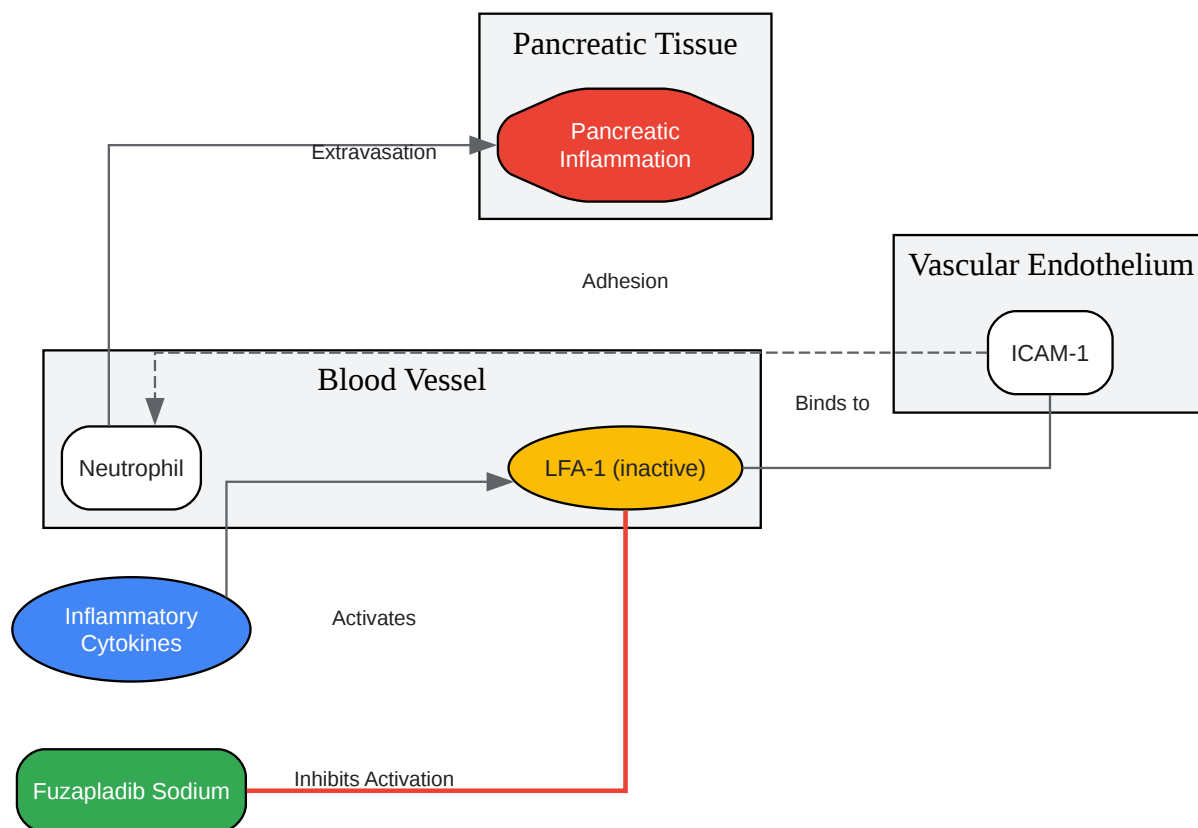 Pancreatic Tissue
Pancreatic
Inflammation
Extravasation
Vascular Endothelium
Adhesion
ICAM-1
Blood Vessel
Binds to
Neutrophil
LFA-1 (inactive)
Inflammatory
Cytokines
Activates
Inhibits Activation
Fuzapladib Sodium